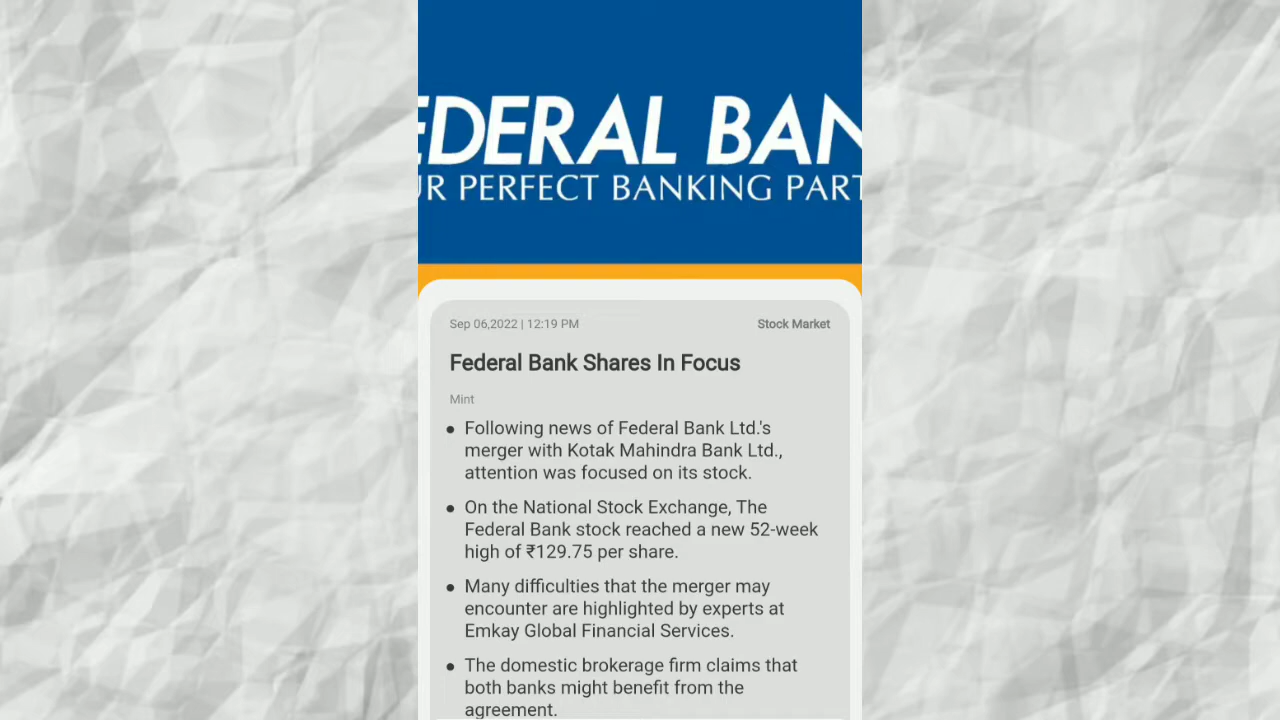 EDERAL BAN
UR PERFECT BANKING PART
Sep 06,2022 | 12:19 PM
Stock Market
Federal Bank Shares In Focus
Mint
• Following news of Federal Bank Ltd.'s
merger with Kotak Mahindra Bank Ltd.,
attention was focused on its stock.
• On the National Stock Exchange, The
Federal Bank stock reached a new 52-week
high of ₹129.75 per share.
• Many difficulties that the merger may
encounter are highlighted by experts at
Emkay Global Financial Services.
• The domestic brokerage firm claims that
both banks might benefit from the
agreement.